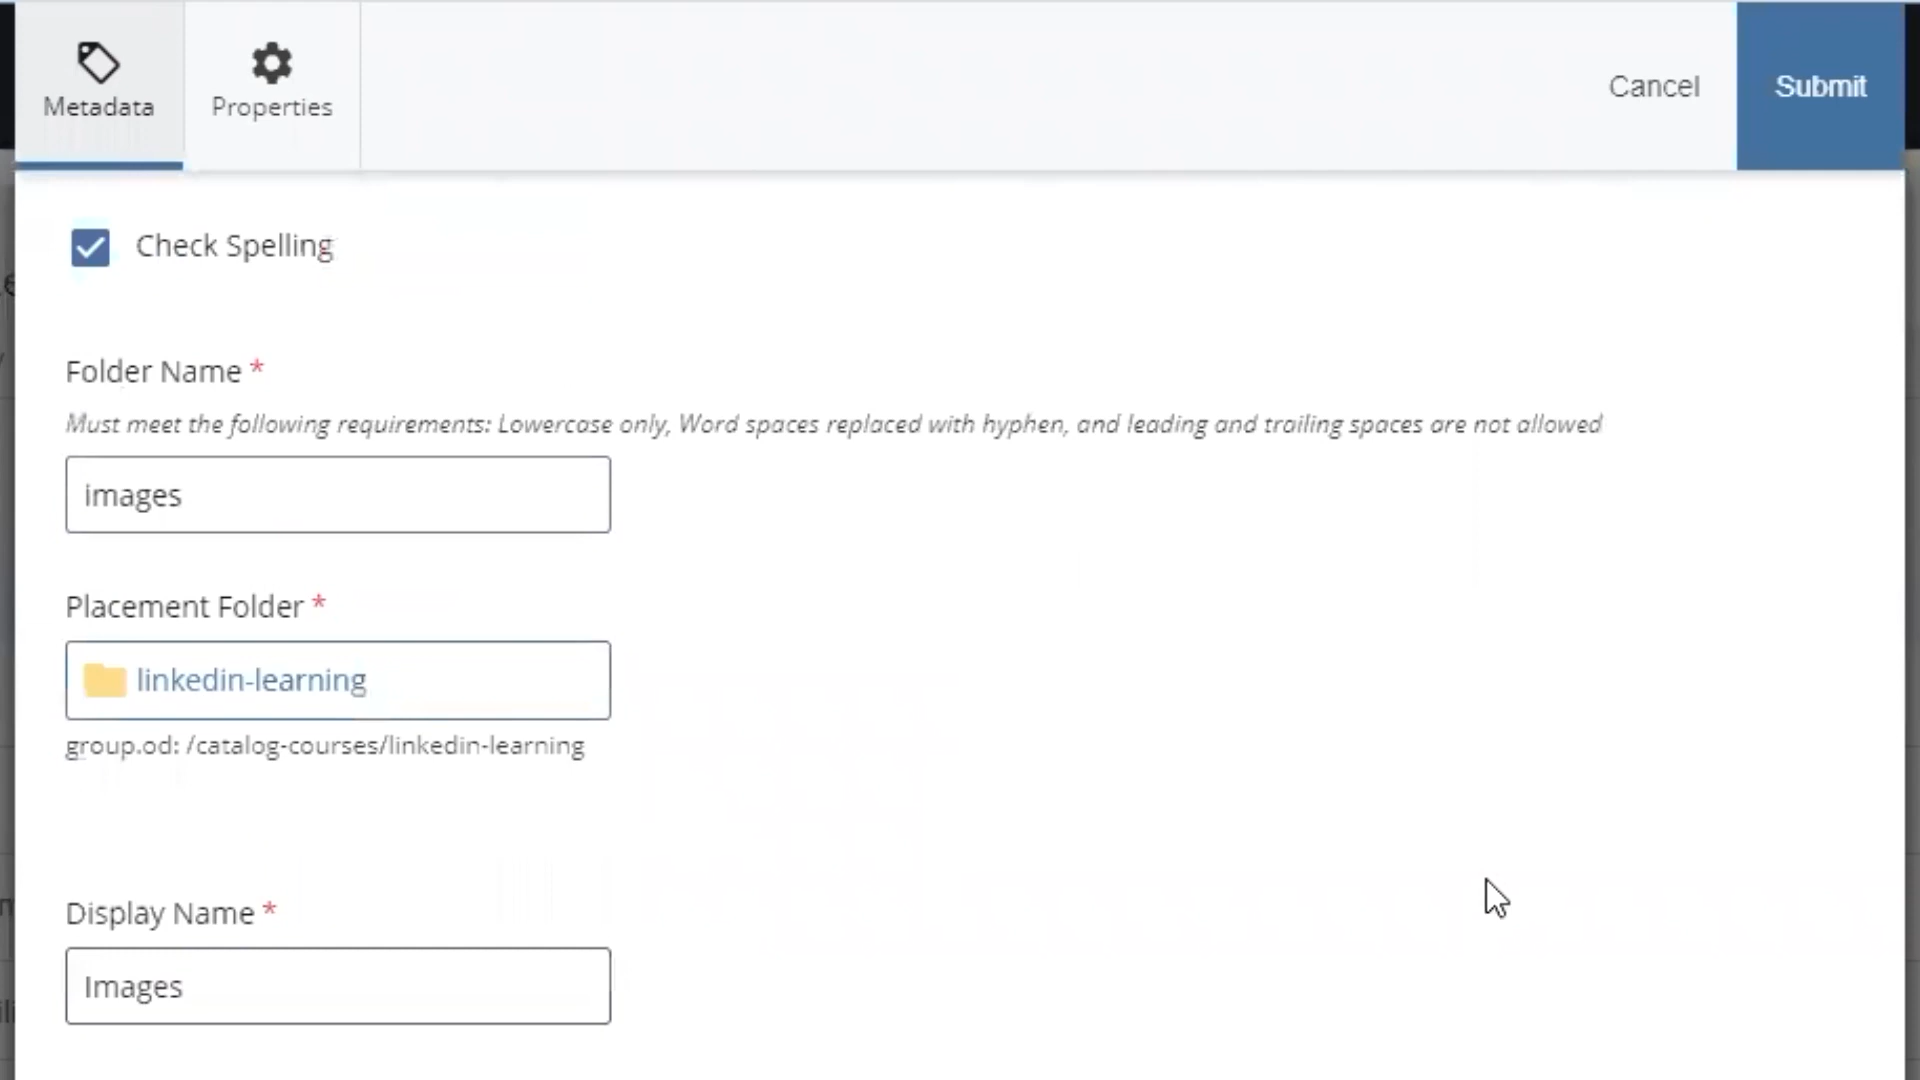 Metadata
Properties
Cancel
Submit
Check Spelling
Folder Name *
Must meet the following requirements: Lowercase only, Word spaces replaced with hyphen, and leading and trailing spaces are not allowed
images
Placement Folder *
linkedin-learning
group.od: /catalog-courses/linkedin-learning
Display Name *
Images